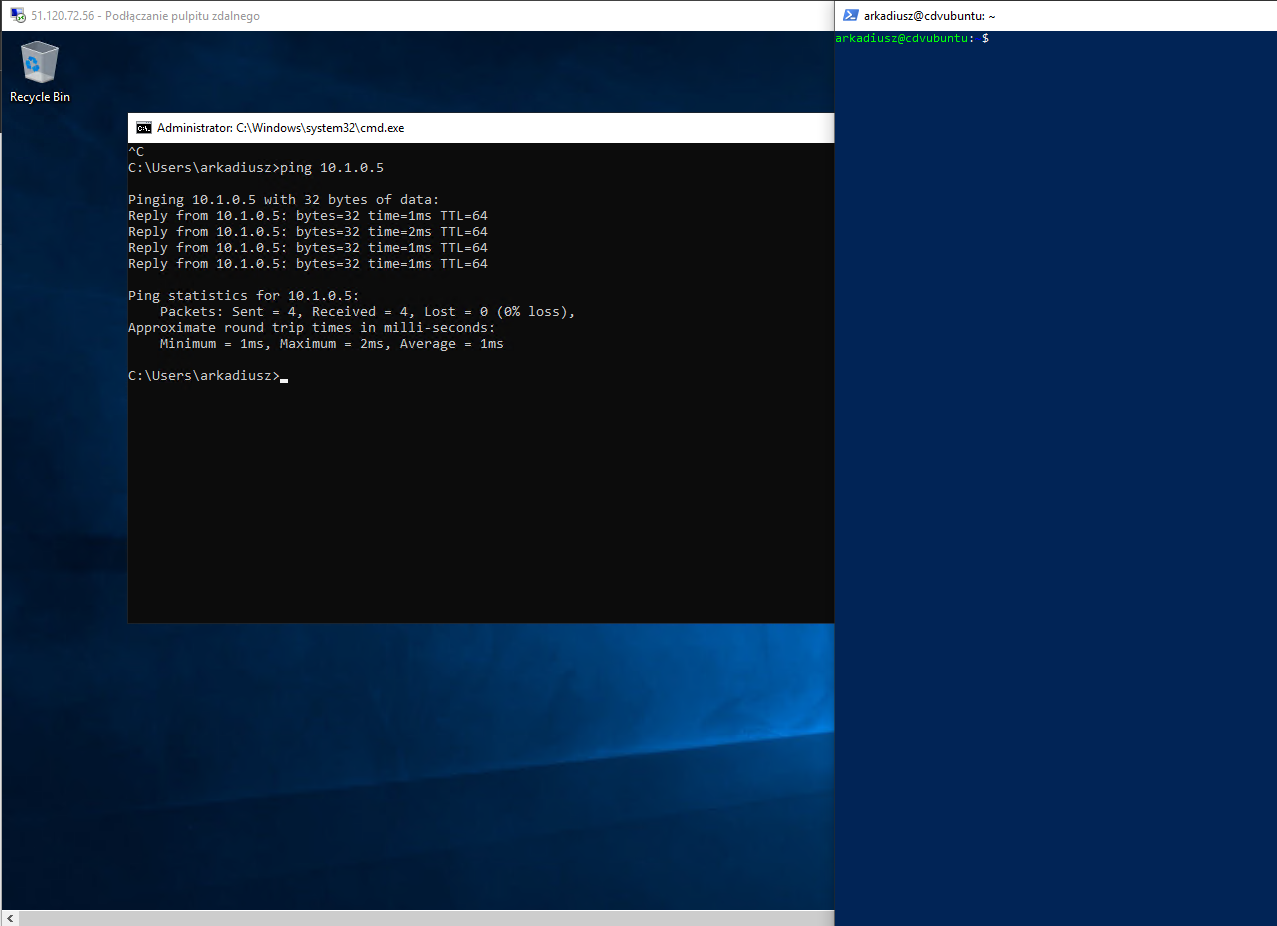 51.120.72.56 - Podłączanie pulpitu zdalnego
Recycle Bin
Administrator: C:\Windows\system32\cmd.exe
^C
C:\Users\arkadiusz>ping 10.1.0.5
Pinging 10.1.0.5 with 32 bytes of data:
Reply from 10.1.0.5: bytes=32 time=1ms TTL=64
Reply from 10.1.0.5: bytes=32 time=2ms TTL=64
Reply from 10.1.0.5: bytes=32 time=1ms TTL=64
Reply from 10.1.0.5: bytes=32 time=1ms TTL=64
Ping statistics for 10.1.0.5:
Packets: Sent = 4, Received = 4, Lost = 0 (0% loss),
Approximate round trip times in milli-seconds:
Minimum = 1ms, Maximum = 2ms, Average = 1ms
C:\Users\arkadiusz>
arkadiusz@cdvubuntu: ~
arkadiusz@cdvubuntu: $